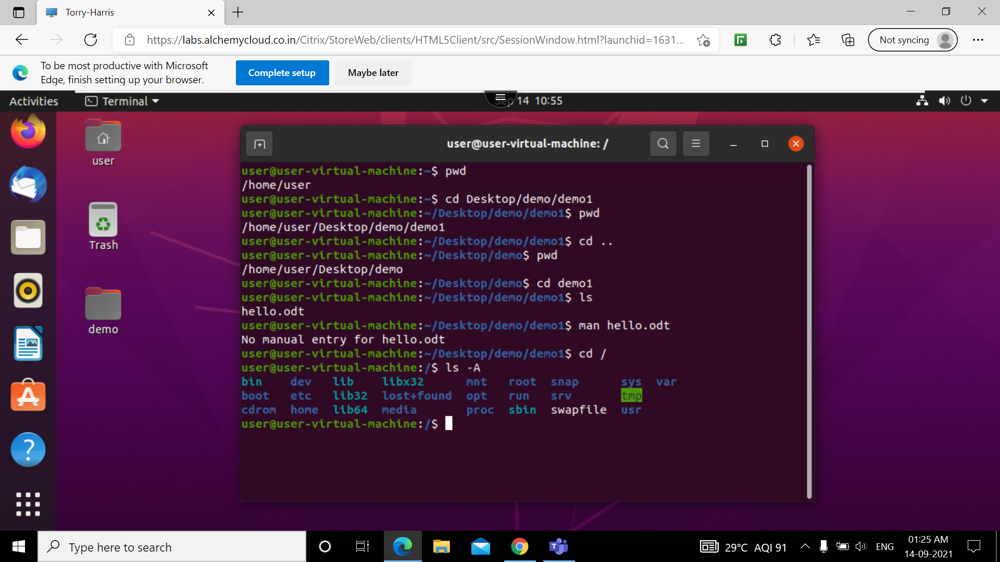 Torry-Harris
https://labs.alchemycloud.co.in/Citrix/StoreWeb/clients/HTML5Client/src/SessionWindow.html?launchid=1631...
Not syncing
To be most productive with Microsoft
Edge, finish setting up your browser.
Complete setup
Maybe later
Activities
Terminal
Sep 14 10:55
user
Trash
demo
user@user-virtual-machine: /
user@user-virtual-machine:~$ pwd
/home/user
user@user-virtual-machine:~$ cd Desktop/demo/demo1
user@user-virtual-machine:~/Desktop/demo/demo1$ pwd
/home/user/Desktop/demo/demo1
user@user-virtual-machine:~/Desktop/demo/demo1$ cd ..
user@user-virtual-machine:~/Desktop/demo$ pwd
/home/user/Desktop/demo
user@user-virtual-machine:~/Desktop/demo$ cd demo1
user@user-virtual-machine:~/Desktop/demo/demo1$ ls
hello.odt
user@user-virtual-machine:~/Desktop/demo/demo1$ man hello.odt
No manual entry for hello.odt
user@user-virtual-machine:~/Desktop/demo/demo1$ cd /
user@user-virtual-machine:/$ ls -A
bin dev lib libx32 mnt root snap sys var
boot etc lib32 lost+found opt run srv tmp
cdrom home lib64 media proc sbin swapfile usr
user@user-virtual-machine:/$
Type here to search
29°C AQI 91
ENG
01:25 AM
14-09-2021